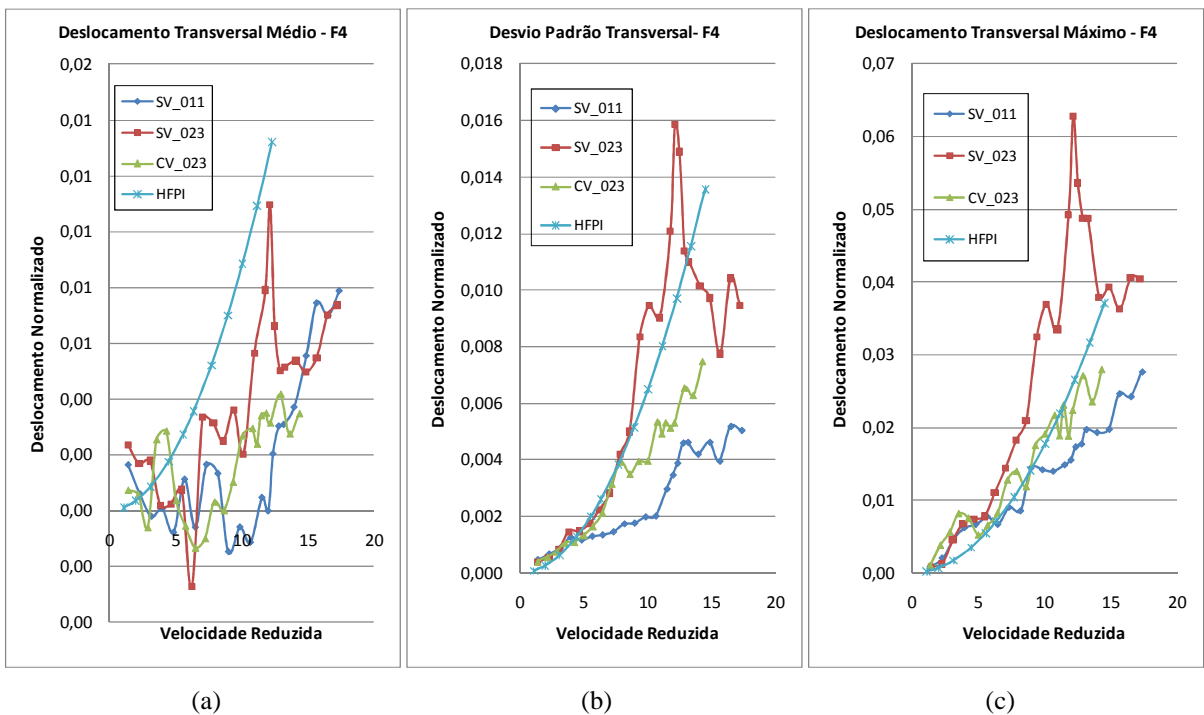 Deslocamento Transversal Médio - F4
0,02
0,01
0,01
0,01
0,01
0,01
0,00
0,00
0,00
0,00
0,00
Deslocamento Normalizado
SV_011
SV_023
CV_023
HFPI
0 5 10 15 20
Velocidade Reduzida
(a)
Desvio Padrão Transversal- F4
0,018
0,016
0,014
0,012
0,010
0,008
0,006
0,004
0,002
0,000
Deslocamento Normalizado
SV_011
SV_023
CV_023
HFPI
0 5 10 15 20
Velocidade Reduzida
(b)
Deslocamento Transversal Máximo - F4
0,07
0,06
0,05
0,04
0,03
0,02
0,01
0,00
Deslocamento Normalizado
SV_011
SV_023
CV_023
HFPI
0 5 10 15 20
Velocidade Reduzida
(c)